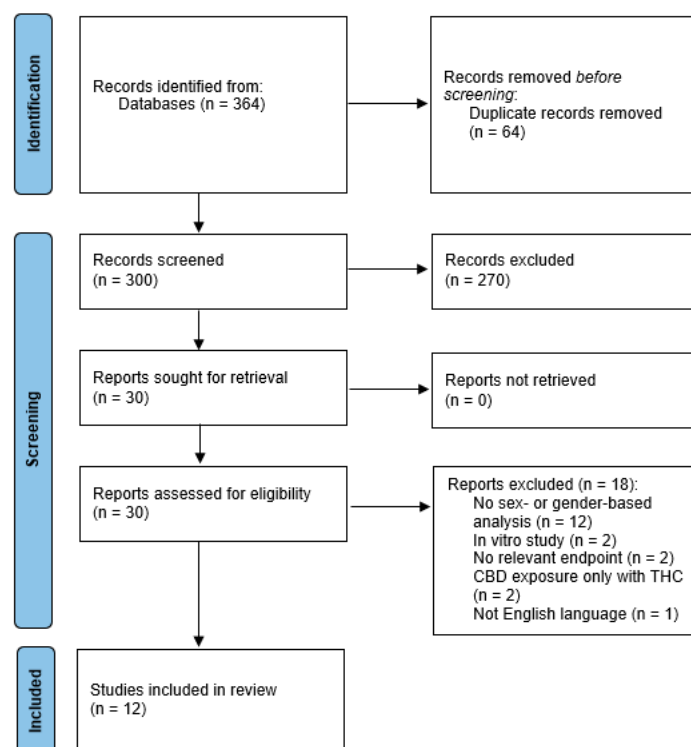 Identification
Records identified from:
Databases (n = 364)
Records removed before
screening:
Duplicate records removed
(n = 64)
Screening
Records screened
(n = 300)
Records excluded
(n = 270)
Reports sought for retrieval
(n = 30)
Reports not retrieved
(n = 0)
Reports assessed for eligibility
(n = 30)
Reports excluded (n = 18):
No sex- or gender-based
analysis (n = 12)
In vitro study (n = 2)
No relevant endpoint (n = 2)
CBD exposure only with THC
(n = 2)
Not English language (n = 1)
Included
Studies included in review
(n = 12)